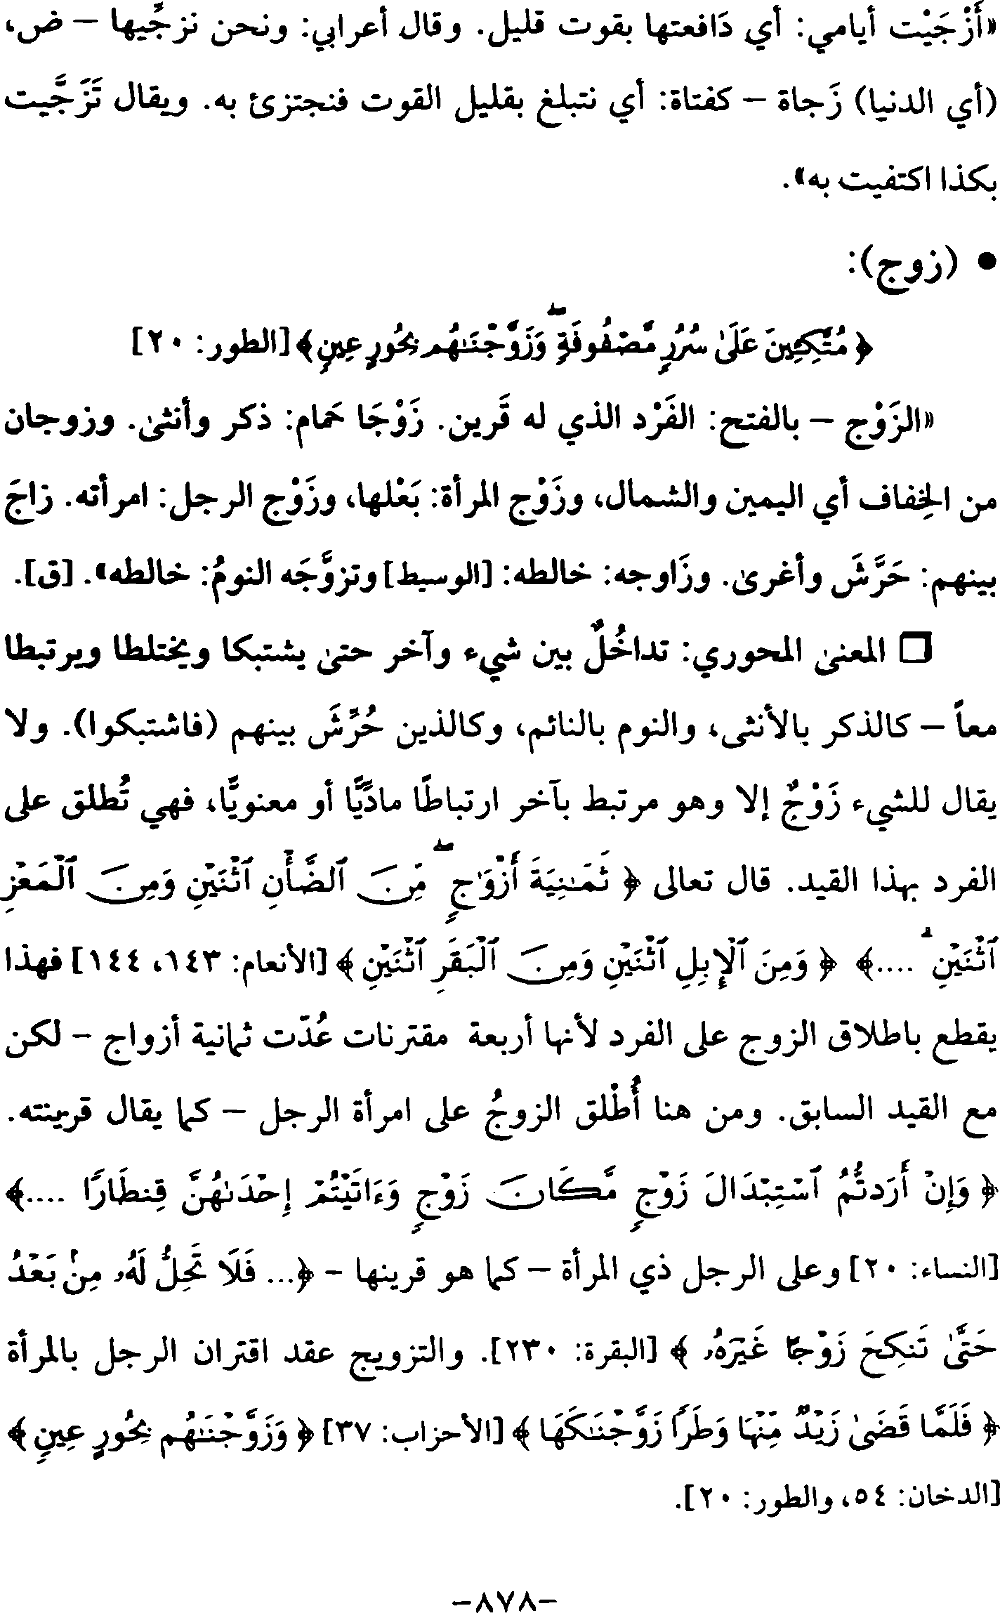 «أَزْجَيْت أيامي: أي دَافعتها بقوت قليل. وقال أعرابي: ونحن نزجِّيها – ض،
(أي الدنيا) زَجاة – كفتاة: أي نتبلغ بقليل القوت فنجتزئ به. ويقال تَزَجَّيت
بكذا اكتفيت به».
● (زوج):
﴿ مُتَّكِـِٔينَ عَلَىٰ سُرُرٍ مَّصْفُوفَةٍ ۖ وَزَوَّجْنَـٰهُم بِحُورٍ عِينٍ﴾ [الطور: ٢٠]
«الزَوْج – بالفتح: الفَرْد الذي له قَرين. زَوْجَا حَمام: ذكر وأنثىٰ. وزوجان
من الخِفاف أي اليمين والشمال، وزَوْج المرأة: بَعْلها، وزَوْج الرجل: امرأته. زاجَ
بينهم: حَرَّشَ وأغرىٰ. وزَاوجه: خالطه: [الوسيط] وتزوَّجَه النومُ: خالطه». [ق].
❏ المعنىٰ المحوري: تداخُلٌ بين شيء وآخر حتىٰ يشتبكا ويختلطا ويرتبطا
معاً – كالذكر بالأنثى، والنوم بالنائم، وكالذين حُرِّشَ بينهم (فاشتبكوا). ولا
يقال للشيء زَوْجٌ إلا وهو مرتبط بآخر ارتباطًا مادّيًّا أو معنويًّا، فهي تُطلق على
الفرد بهذا القيد. قال تعالى ﴿ ثَمَـٰنِيَةَ أَزْوَٰجٍ ۖ مِّنَ ٱلضَّأْنِ ٱثْنَيْنِ وَمِنَ ٱلْمَعْزِ
ٱثْنَيْنِ ۗ ....﴾ ﴿ وَمِنَ ٱلْإِبِلِ ٱثْنَيْنِ وَمِنَ ٱلْبَقَرِ ٱثْنَيْنِ ﴾ [الأنعام: ١٤٣، ١٤٤] فهذا
يقطع باطلاق الزوج على الفرد لأنها أربعة مقترنات عُدّت ثمانية أزواج – لكن
مع القيد السابق. ومن هنا أُطْلق الزوجُ على امرأة الرجل – كما يقال قرينته.
﴿ وَإِنْ أَرَدتُّمُ ٱسْتِبْدَالَ زَوْجٍ مَّكَانَ زَوْجٍ وَءَاتَيْتُمْ إِحْدَىٰهُنَّ قِنطَارًا ....﴾
[النساء: ٢٠] وعلى الرجل ذي المرأة – كما هو قرينها – ﴿... فَلَا تَحِلُّ لَهُۥ مِنۢ بَعْدُ
حَتَّىٰ تَنكِحَ زَوْجًا غَيْرَهُۥ ﴾ [البقرة: ٢٣٠]. والتزويج عقد اقتران الرجل بالمرأة
﴿ فَلَمَّا قَضَىٰ زَيْدٌ مِّنْهَا وَطَرًا زَوَّجْنَـٰكَهَا ﴾ [الأحزاب: ٣٧] ﴿ وَزَوَّجْنَـٰهُم بِحُورٍ عِينٍ ﴾
[الدخان: ٥٤، والطور: ٢٠].
-٨٧٨-